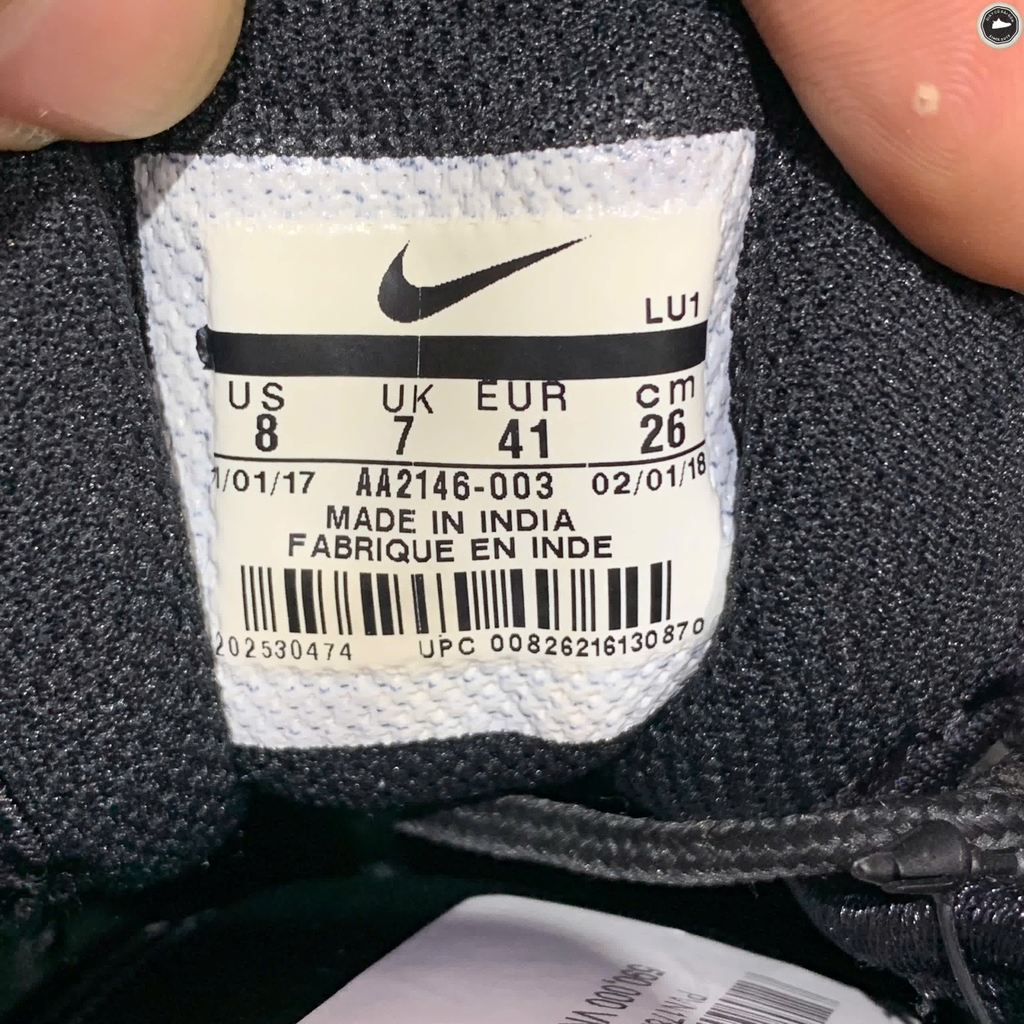 LU1
US UK EUR cm
8 7 41 26
1/01/17 AA2146-003 02/01/18
MADE IN INDIA
FABRIQUE EN INDE
202530474 UPC 00826216130870